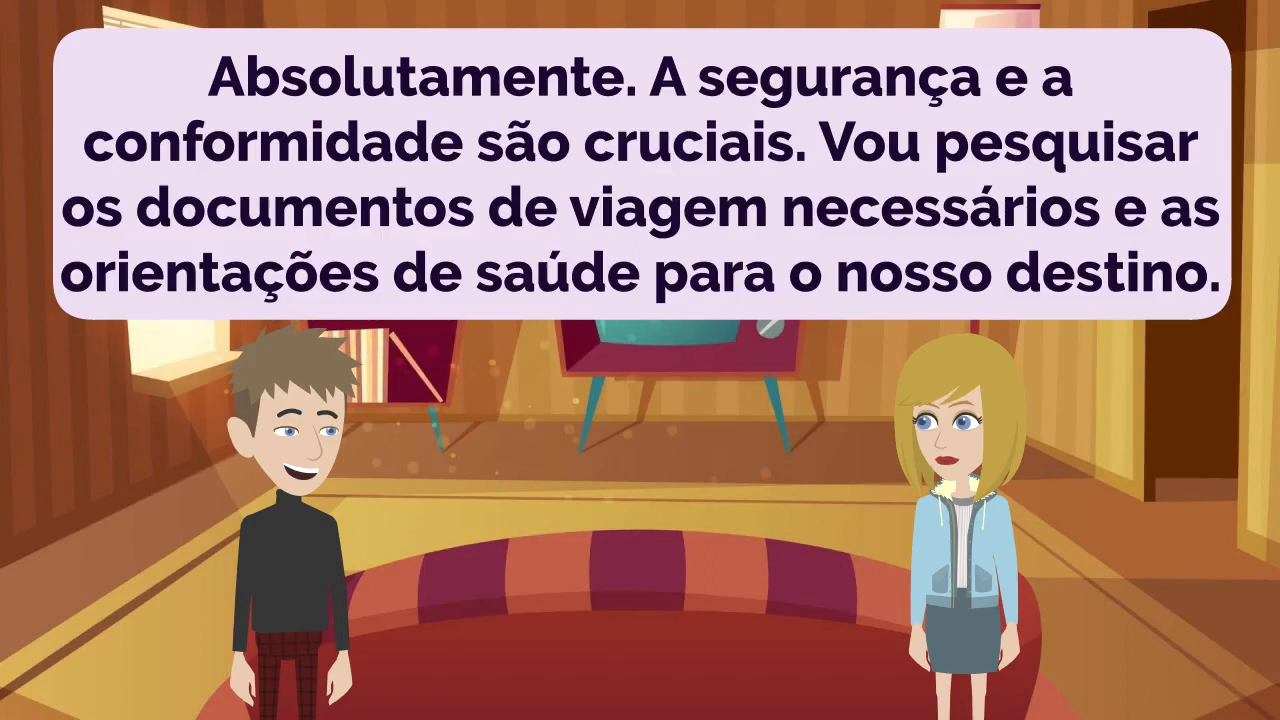 Absolutamente. A segurança e a
conformidade são cruciais. Vou pesquisar
os documentos de viagem necessários e as
orientações de saúde para o nosso destino.